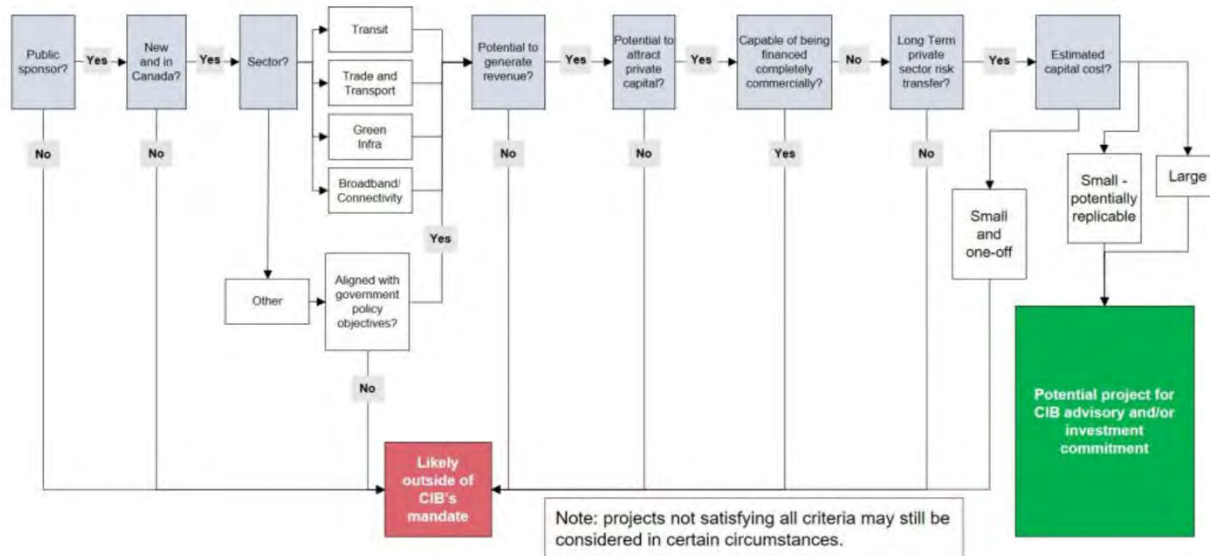 Public
sponsor?
Yes
New
and in
Canada?
Yes
Sector?
Transit
Trade and
Transport
Green
Infra
Broadband/
Connectivity
Yes
Potential to
generate
revenue?
Yes
Potential to
attract
private
capital?
Yes
Capable of being
financed
completely
commercially?
No
Long Term
private
sector risk
transfer?
Yes
Estimated
capital cost?
No
No
No
No
Yes
No
Small
and
one-off
Small -
potentially
replicable
Large
Other
Aligned with
government
policy
objectives?
No
Likely
outside of
CIB's
mandate
Potential project for
CIB advisory and/or
investment
commitment
Note: projects not satisfying all criteria may still be
considered in certain circumstances.